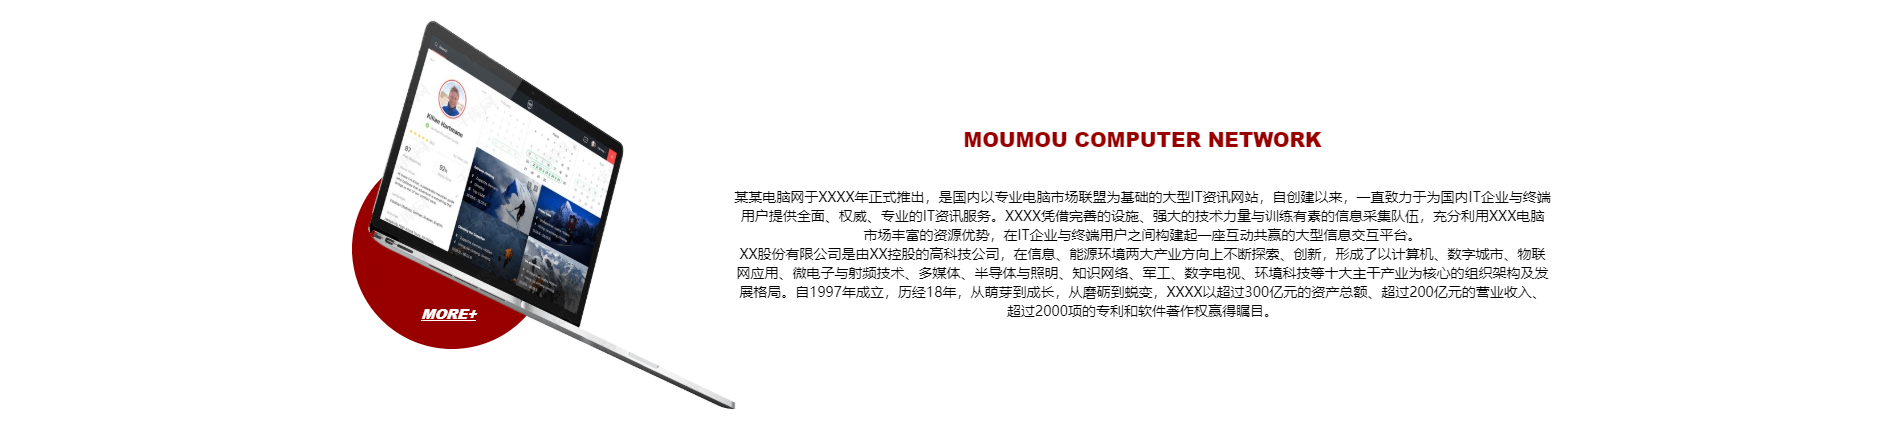 MOUMOU COMPUTER NETWORK
某某电脑网于XXXX年正式推出，是国内以专业电脑市场联盟为基础的大型IT资讯网站，自创建以来，一直致力于为国内IT企业与终端
用户提供全面、权威、专业的IT资讯服务。XXXX凭借完善的设施、强大的技术力量与训练有素的信息采集队伍，充分利用XXX电脑
市场丰富的资源优势，在IT企业与终端用户之间构建起一座互动共赢的大型信息交互平台。
XX股份有限公司是由XX控股的高科技公司，在信息、能源环境两大产业方向上不断探索、创新，形成了以计算机、数字城市、物联
网应用、微电子与射频技术、多媒体、半导体与照明、知识网络、军工、数字电视、环境科技等十大主干产业为核心的组织架构及发
展格局。自1997年成立，历经18年，从萌芽到成长，从磨砺到蜕变，XXXX以超过300亿元的资产总额、超过200亿元的营业收入、
超过2000项的专利和软件著作权赢得瞩目。
MORE+
Kilian Hartmane
87